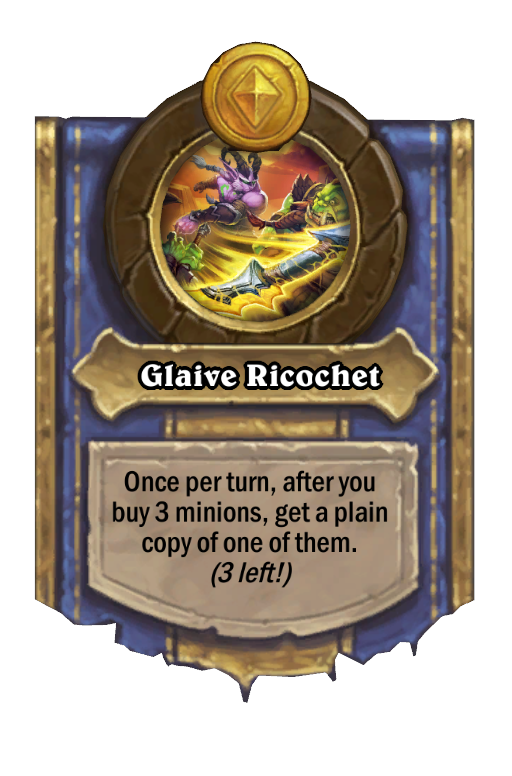 Glaive Ricochet
Once per turn, after you
buy 3 minions, get a plain
copy of one of them.
(3 left!)